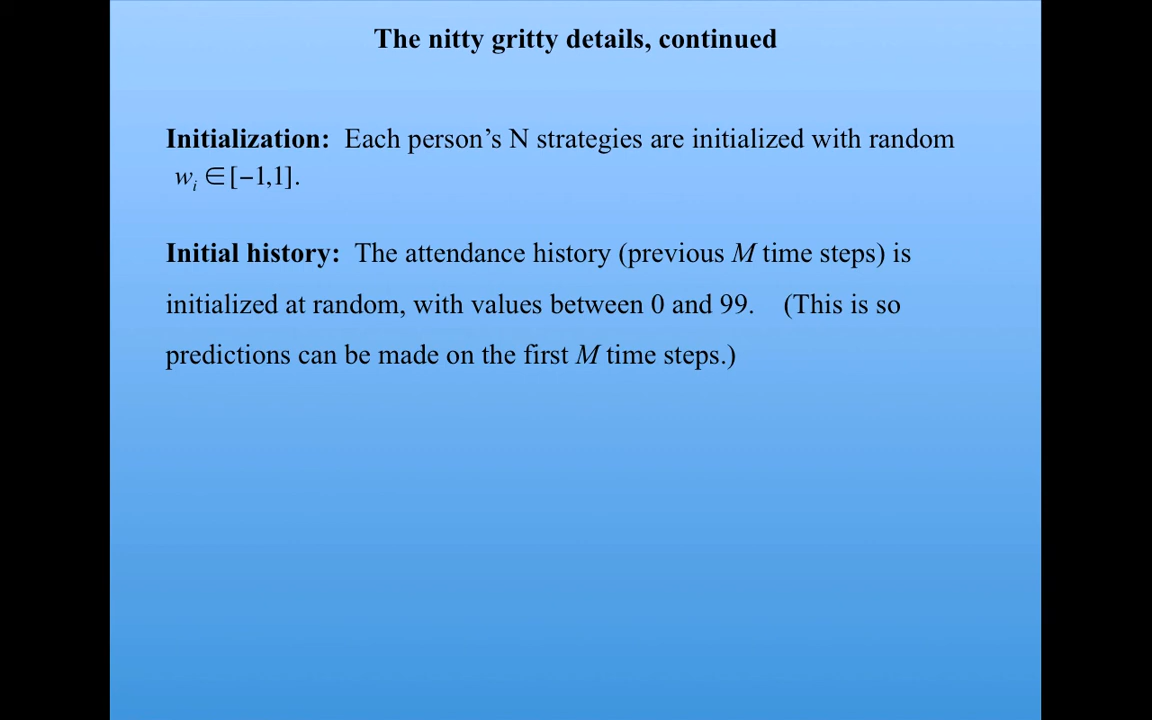 The nitty gritty details, continued
Initialization: Each person’s N strategies are initialized with random
wᵢ ∈[−1,1].
Initial history: The attendance history (previous M time steps) is
initialized at random, with values between 0 and 99. (This is so
predictions can be made on the first M time steps.)